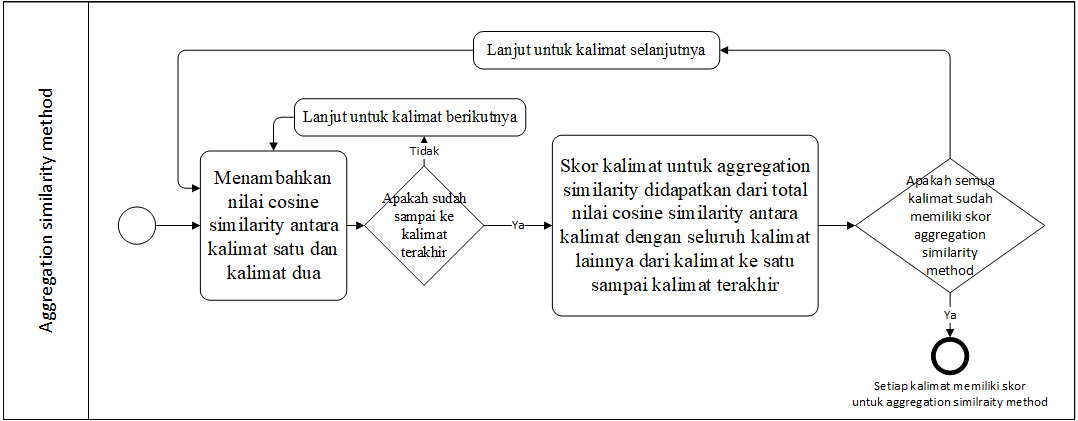 Aggregation similarity method
Lanjut untuk kalimat selanjutnya
Lanjut untuk kalimat berikutnya
Menambahkan
nilai cosine
similarity antara
kalimat satu dan
kalimat dua
Tidak
Apakah sudah
sampai ke
kalimat
terakhir
Ya
Skor kalimat untuk aggregation
similarity didapatkan dari total
nilai cosine similarity antara
kalimat dengan seluruh kalimat
lainnya dari kalimat ke satu
sampai kalimat terakhir
Apakah semua
kalimat sudah
memiliki skor
aggregation
similarity
method
Ya
Setiap kalimat memiliki skor
untuk aggregation similraity method